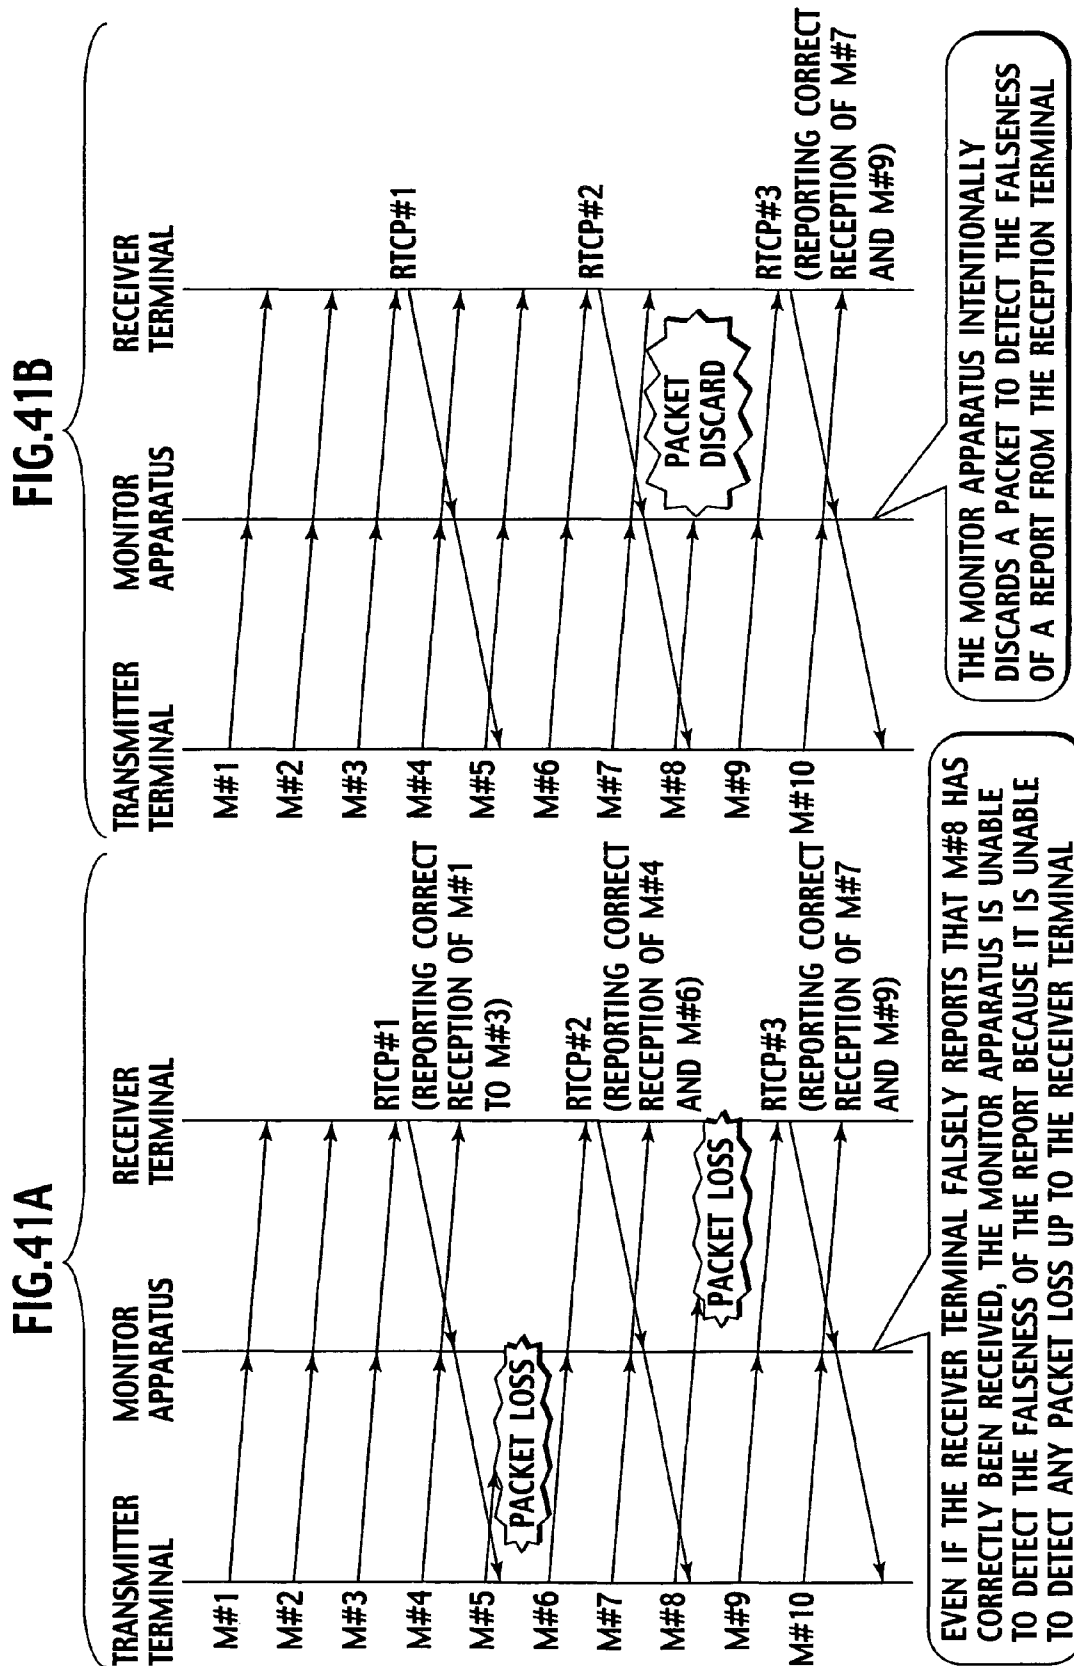 FIG.41A
TRANSMITTER
TERMINAL
MONITOR
APPARATUS
RECEIVER
TERMINAL
M#1
M#2
M#3
M#4
M#5
M#6
M#7
M#8
M#9
M#10
PACKET LOSS
PACKET LOSS
RTCP#1
(REPORTING CORRECT
RECEPTION OF M#1
TO M#3)
RTCP#2
(REPORTING CORRECT
RECEPTION OF M#4
AND M#6)
RTCP#3
(REPORTING CORRECT
RECEPTION OF M#7
AND M#9)
EVEN IF THE RECEIVER TERMINAL FALSELY REPORTS THAT M#8 HAS
CORRECTLY BEEN RECEIVED, THE MONITOR APPARATUS IS UNABLE
TO DETECT THE FALSENESS OF THE REPORT BECAUSE IT IS UNABLE
TO DETECT ANY PACKET LOSS UP TO THE RECEIVER TERMINAL
FIG.41B
TRANSMITTER
TERMINAL
MONITOR
APPARATUS
RECEIVER
TERMINAL
M#1
M#2
M#3
M#4
M#5
M#6
M#7
M#8
M#9
M#10
PACKET
DISCARD
RTCP#1
RTCP#2
RTCP#3
(REPORTING CORRECT
RECEPTION OF M#7
AND M#9)
THE MONITOR APPARATUS INTENTIONALLY
DISCARDS A PACKET TO DETECT THE FALSENESS
OF A REPORT FROM THE RECEPTION TERMINAL